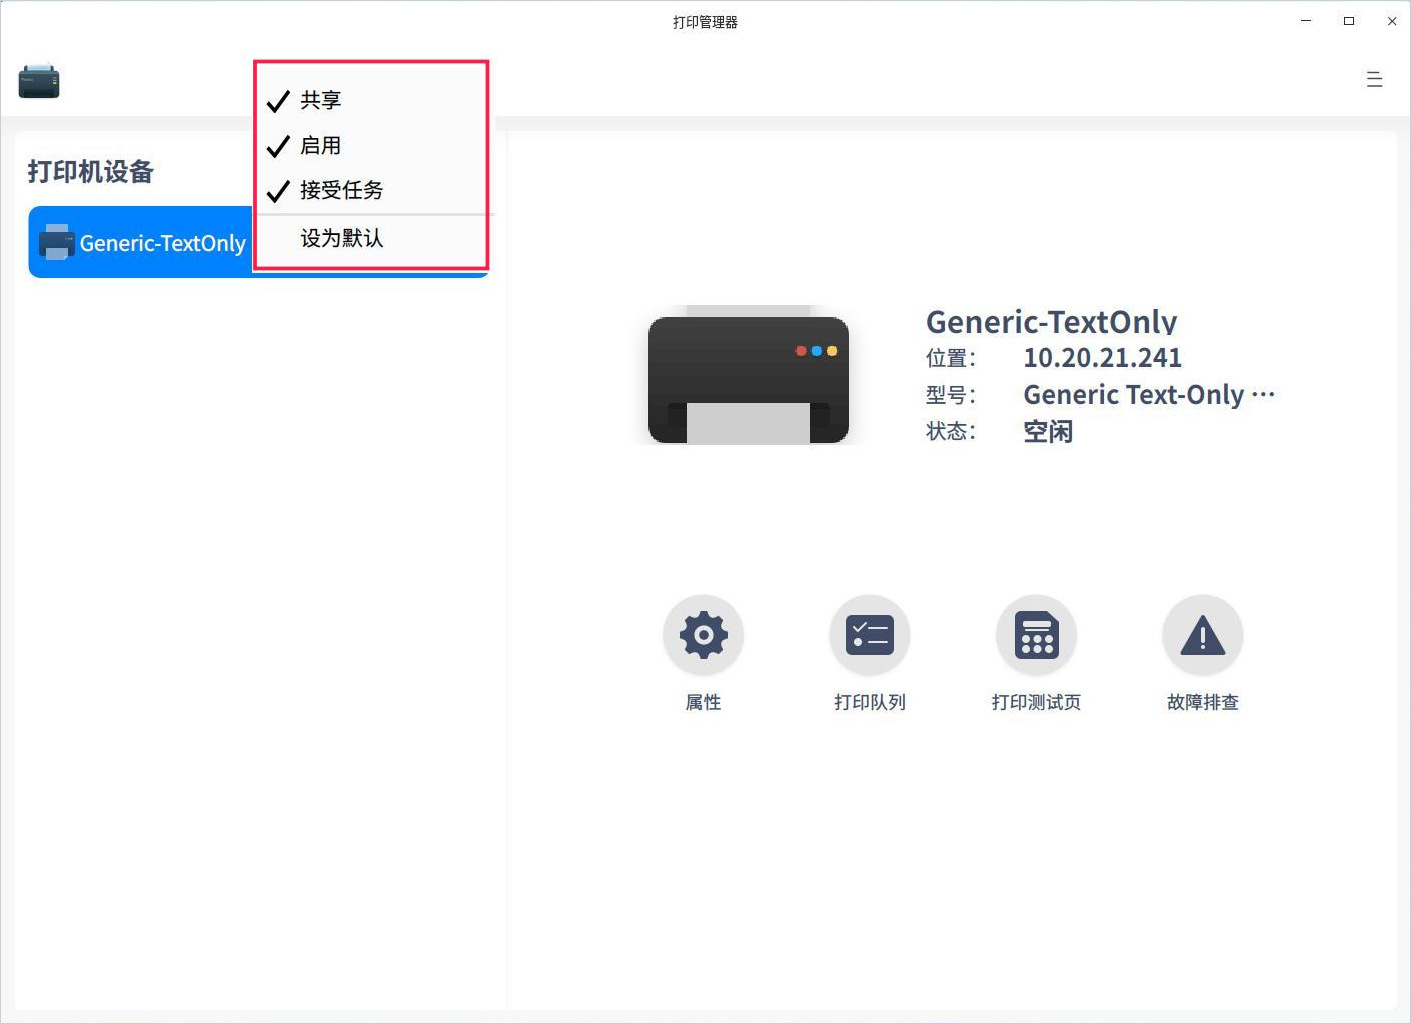 打印管理器
共享
启用
接受任务
设为默认
打印机设备
Generic-TextOnly
Generic-TextOnly
位置： 10.20.21.241
型号： Generic Text-Only ···
状态： 空闲
属性
打印队列
打印测试页
故障排查